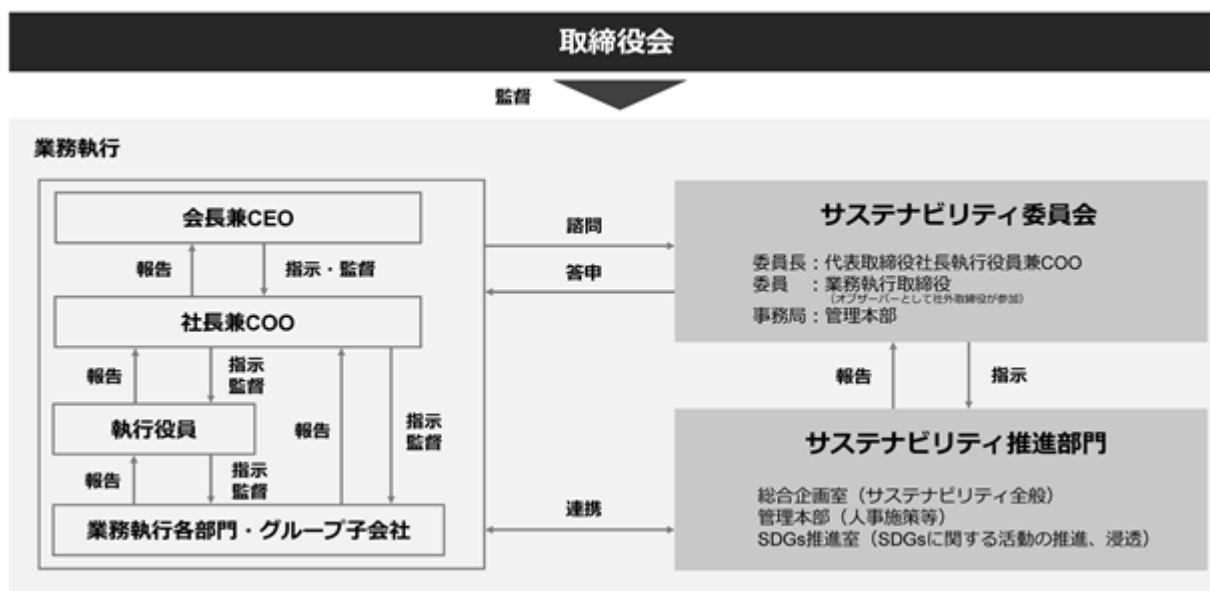 取締役会
監督
業務執行
会長兼CEO
報告
指示・監督
社長兼COO
報告
指示
監督
執行役員
報告
指示
監督
報告
指示
監督
業務執行各部門・グループ子会社
諮問
答申
連携
サステナビリティ委員会
委員長：代表取締役社長執行役員兼COO
委員　：業務執行取締役
（オブザーバーとして社外取締役が参加）
事務局：管理本部
報告
指示
サステナビリティ推進部門
総合企画室（サステナビリティ全般）
管理本部（人事施策等）
SDGs推進室（SDGsに関する活動の推進、浸透）